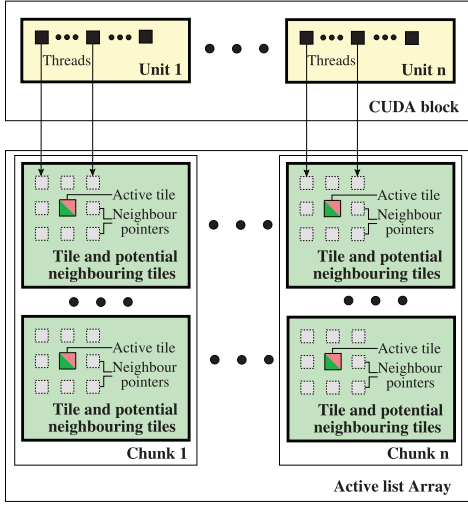 Threads
Unit 1
Threads
Unit n
CUDA block
Active tile
Neighbour
pointers
Tile and potential
neighbouring tiles
Active tile
Neighbour
pointers
Tile and potential
neighbouring tiles
Active tile
Neighbour
pointers
Tile and potential
neighbouring tiles
Active tile
Neighbour
pointers
Tile and potential
neighbouring tiles
Chunk 1
Chunk n
Active list Array